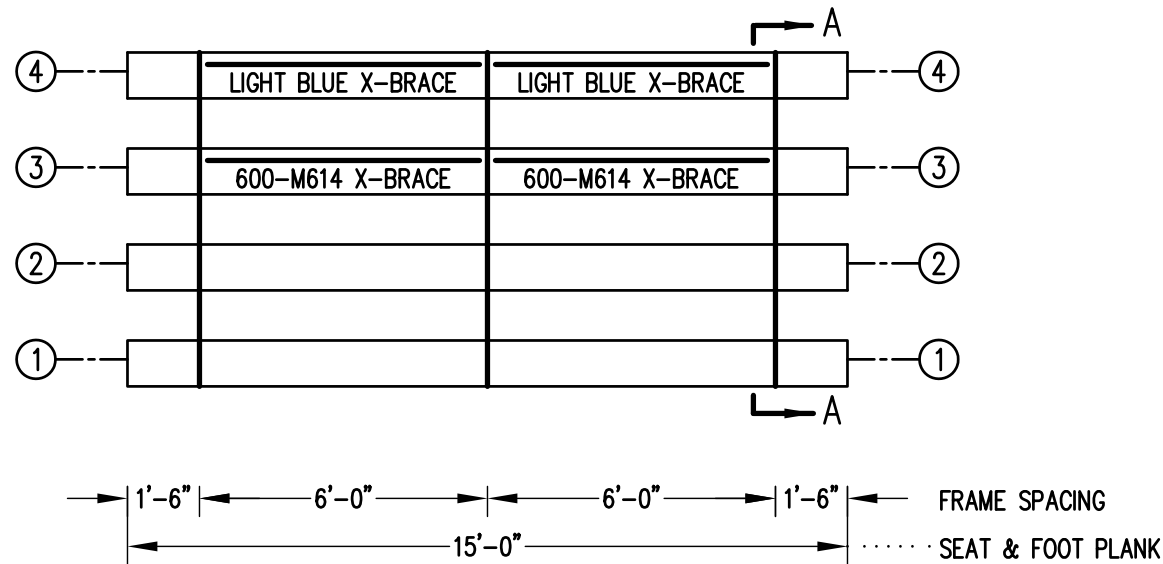 A
4 LIGHT BLUE X-BRACE LIGHT BLUE X-BRACE 4
3 600-M614 X-BRACE 600-M614 X-BRACE 3
2 2
1 1
A
1'-6" 6'-0" 6'-0" 1'-6" FRAME SPACING
15'-0" SEAT & FOOT PLANK